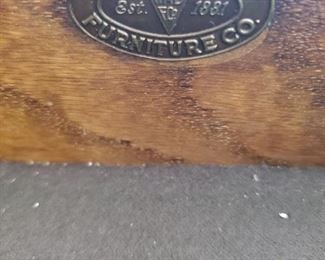 Est. 1881
FURNITURE CO.